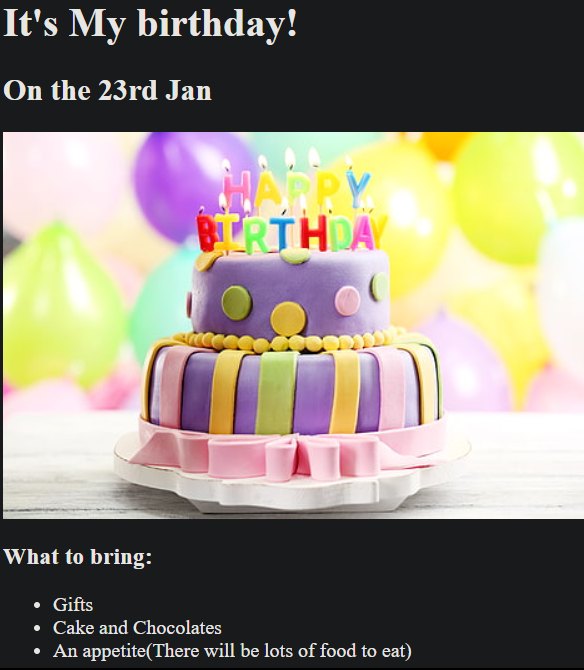 It's My birthday!
On the 23rd Jan
HAPPY
BIRTHDAY
What to bring:
Gifts
Cake and Chocolates
An appetite(There will be lots of food to eat)